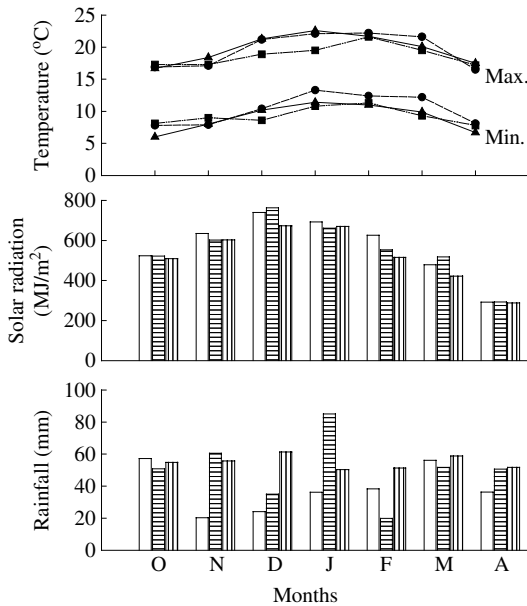 25
20
15
10
5
0
Temperature (°C)
Max.
Min.
800
600
400
200
0
Solar radiation
(MJ/m²)
100
80
60
40
20
0
Rainfall (mm)
O N D J F M A
Months